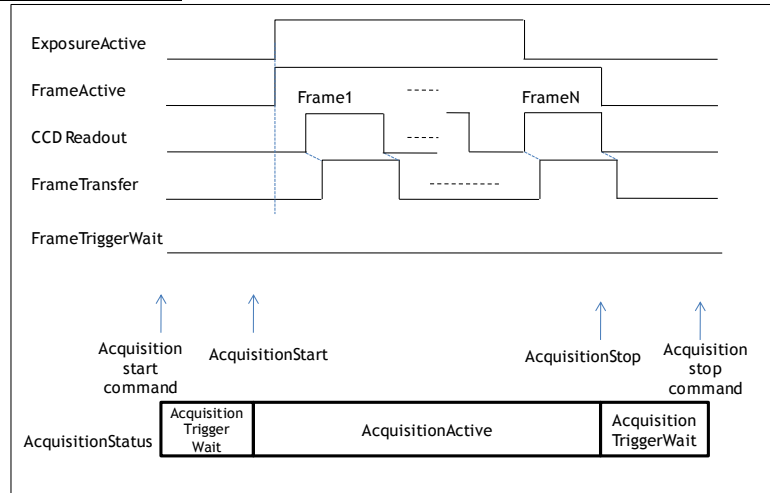 ExposureActive
FrameActive
Frame1
FrameN
CCD Readout
FrameTransfer
FrameTriggerWait
Acquisition
start
command
AcquisitionStart
AcquisitionStop
Acquisition
stop
command
AcquisitionStatus
Acquisition
Trigger
Wait
AcquisitionActive
Acquisition
TriggerWait